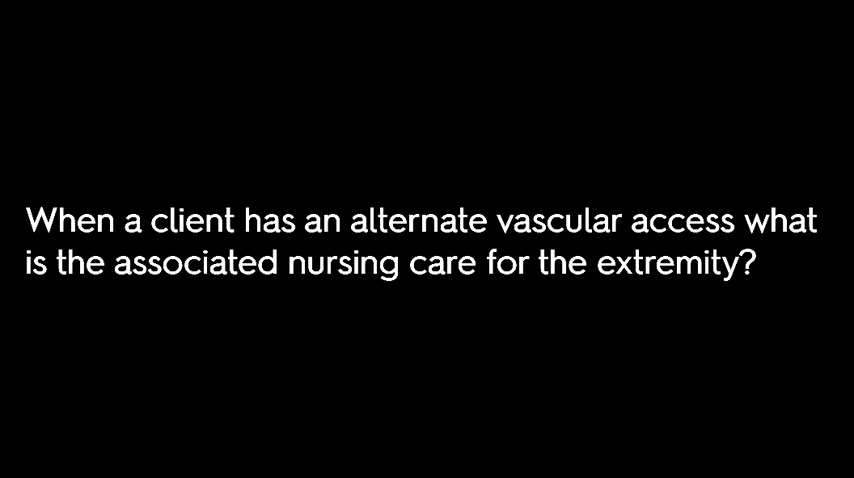 When a client has an alternate vascular access what
is the associated nursing care for the extremity?